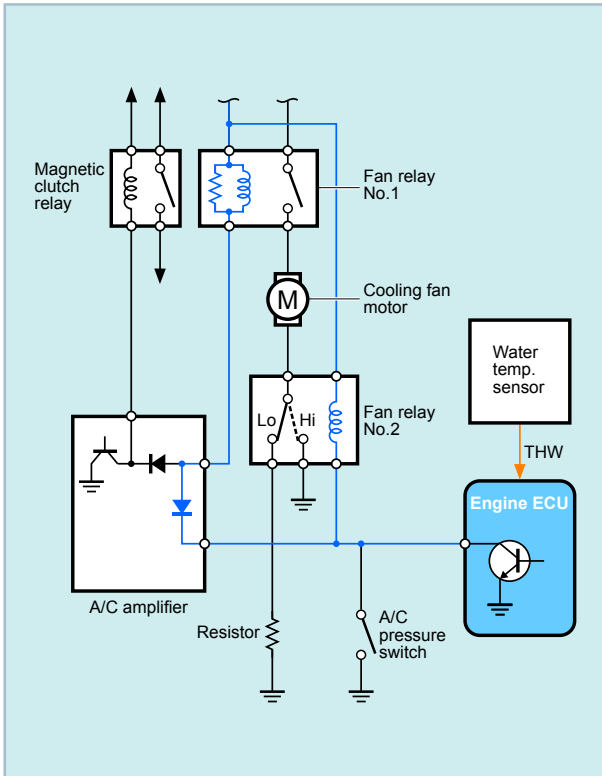 Magnetic
clutch
relay
Fan relay
No.1
M
Cooling fan
motor
Lo
Hi
Fan relay
No.2
Water
temp.
sensor
THW
Engine ECU
A/C amplifier
Resistor
A/C
pressure
switch